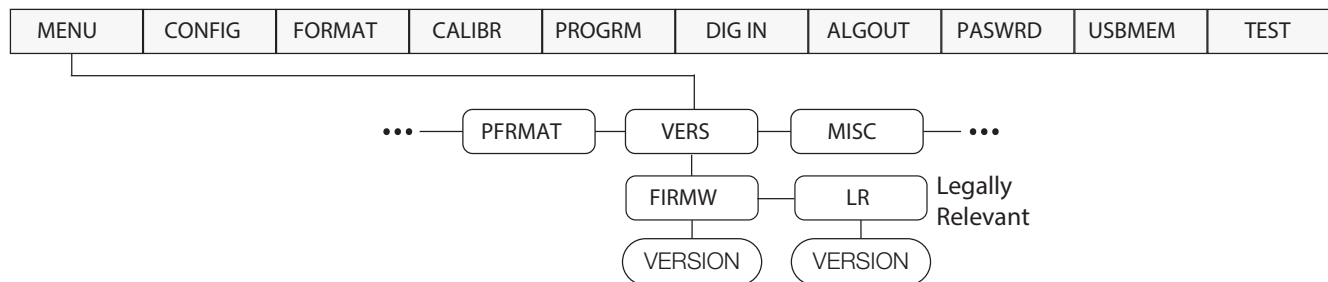 MENU CONFIG FORMAT CALIBR PROGRM DIG IN ALGOUT PASWRD USBMEM TEST
••• PFRMAT VERS MISC •••
FIRMW LR Legally
Relevant
VERSION VERSION